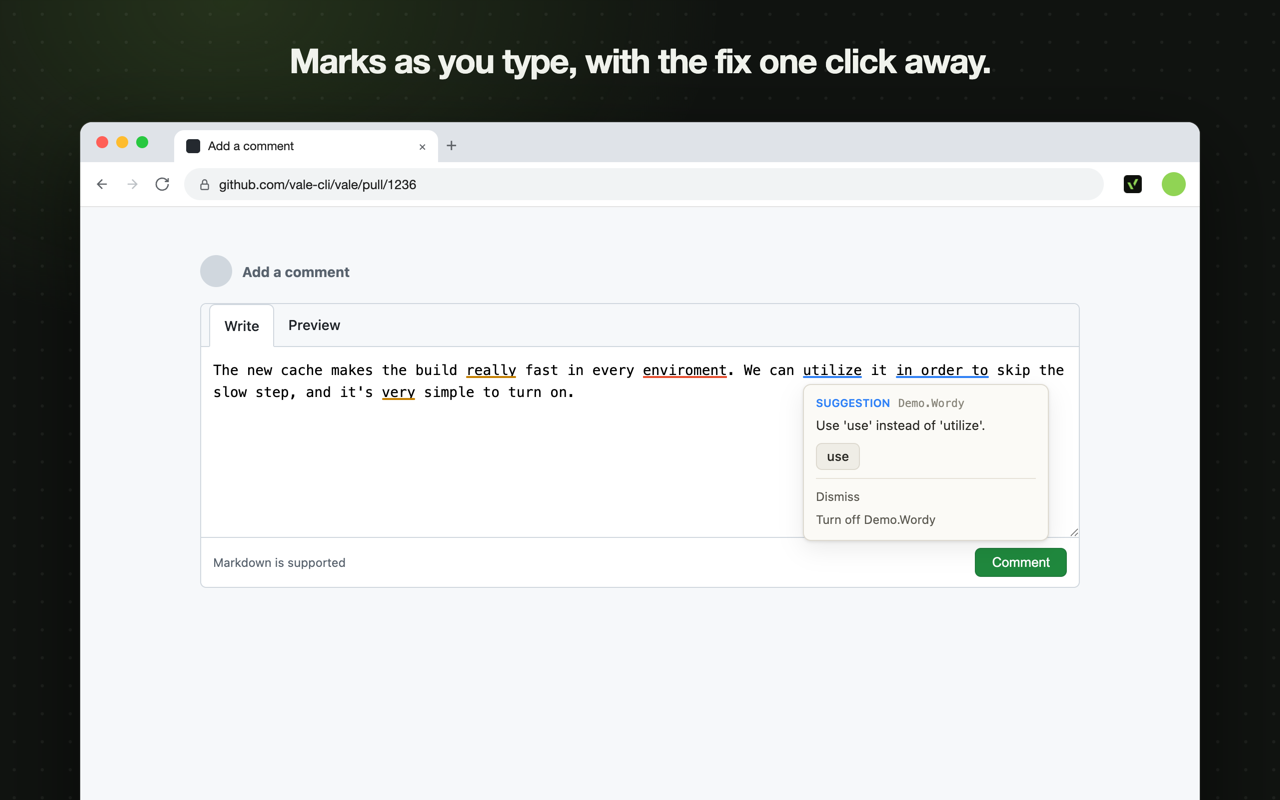 Marks as you type, with the fix one click away.
Add a comment
github.com/vale-cli/vale/pull/1236
Add a comment
Write Preview
The new cache makes the build really fast in every enviroment. We can utilize it in order to skip the
slow step, and it's very simple to turn on.
SUGGESTION Demo.Wordy
Use 'use' instead of 'utilize'.
use
Dismiss
Turn off Demo.Wordy
Markdown is supported
Comment